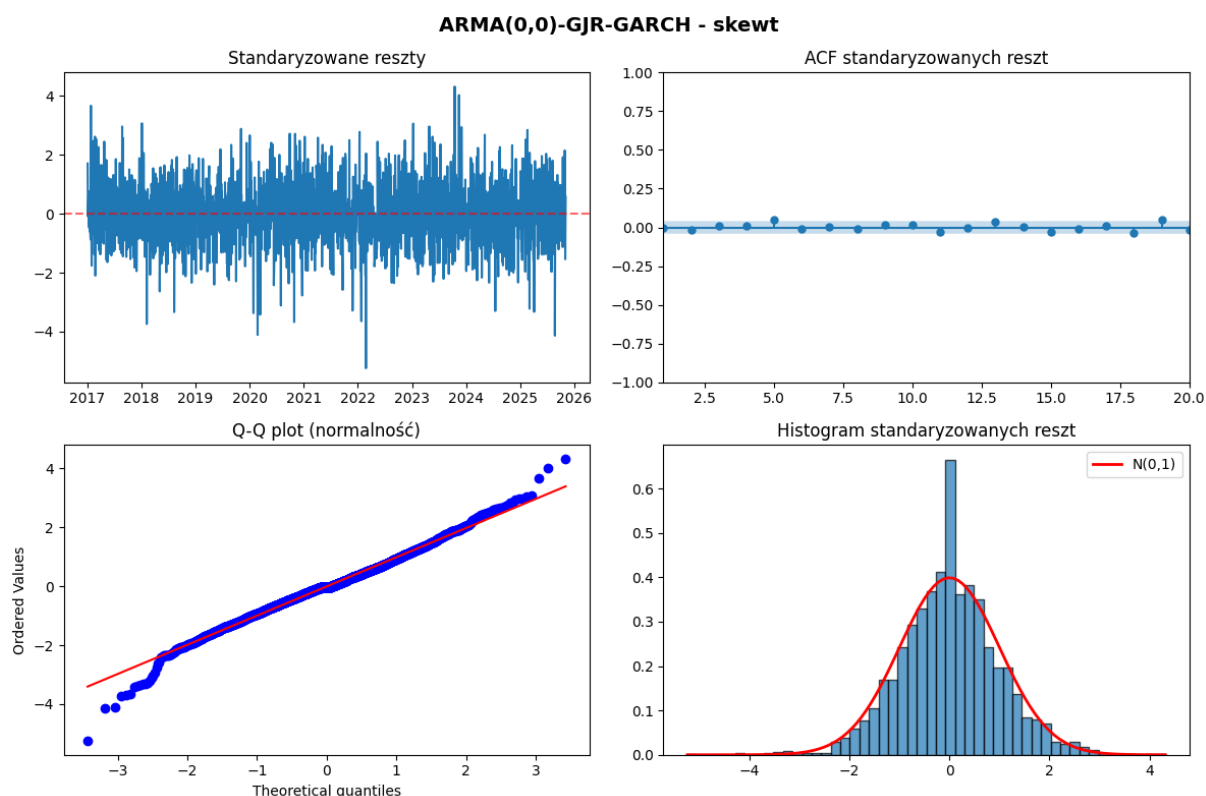 ARMA(0,0)-GJR-GARCH - skewt
Standaryzowane reszty
4
2
0
−2
−4
2017 2018 2019 2020 2021 2022 2023 2024 2025 2026
ACF standaryzowanych reszt
1.00
0.75
0.50
0.25
0.00
−0.25
−0.50
−0.75
−1.00
2.5 5.0 7.5 10.0 12.5 15.0 17.5 20.0
Q-Q plot (normalność)
Ordered Values
4
2
0
−2
−4
−3 −2 −1 0 1 2 3
Theoretical quantiles
Histogram standaryzowanych reszt
N(0,1)
0.6
0.5
0.4
0.3
0.2
0.1
0.0
−4 −2 0 2 4